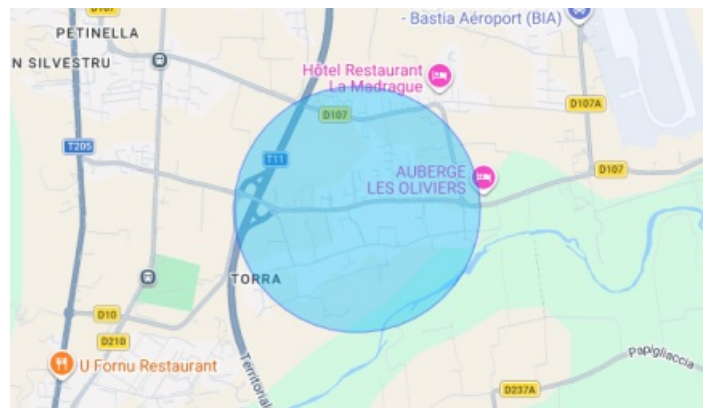 D107
- Bastia Aéroport (BIA)
PETINELLA
N SILVESTRU
Hôtel Restaurant
La Madrague
D107A
D107
T205
T11
AUBERGE
LES OLIVIERS
D107
TORRA
D10
D210
U Fornu Restaurant
Territorial
Papigliaccia
D237A